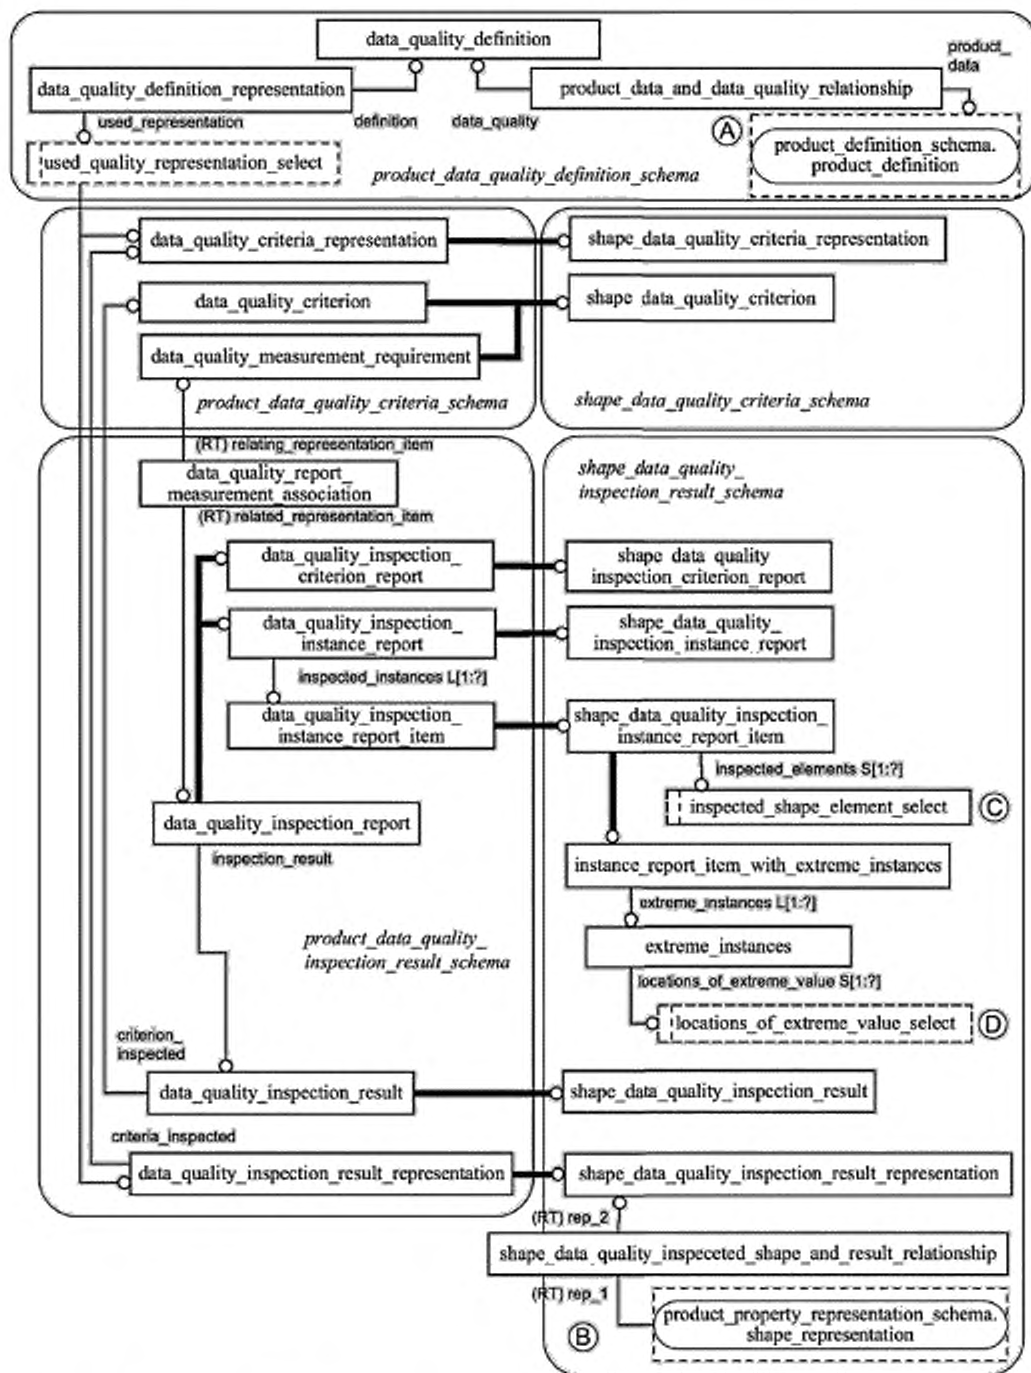 data_quality_definition
product_
data
data_quality_definition_representation
product_data_and_data_quality_relationship
used_representation
definition
data_quality
A
product_definition_schema.
product_definition
used_quality_representation_select
product_data_quality_definition_schema
data_quality_criteria_representation
shape_data_quality_criteria_representation
data_quality_criterion
shape_data_quality_criterion
data_quality_measurement_requirement
product_data_quality_criteria_schema
shape_data_quality_criteria_schema
(RT) relating_representation_item
data_quality_report_
measurement_association
(RT) related_representation_item
shape_data_quality_
inspection_result_schema
data_quality_inspection_
criterion_report
shape_data_quality
inspection_criterion_report
data_quality_inspection_
instance_report
shape_data_quality_
inspection_instance_report
inspected_instances L[1:?]
data_quality_inspection_
instance_report_item
shape_data_quality_inspection_
instance_report_item
inspected_elements S[1:?]
inspected_shape_element_select
C
data_quality_inspection_report
inspection_result
instance_report_item_with_extreme_instances
extreme_instances L[1:?]
product_data_quality_
inspection_result_schema
extreme_instances
locations_of_extreme_value S[1:?]
locations_of_extreme_value_select
D
criterion_
inspected
data_quality_inspection_result
shape_data_quality_inspection_result
criteria_inspected
data_quality_inspection_result_representation
shape_data_quality_inspection_result_representation
(RT) rep_2
shape_data_quality_inspeceted_shape_and_result_relationship
(RT) rep_1
product_property_representation_schema.
shape_representation
B